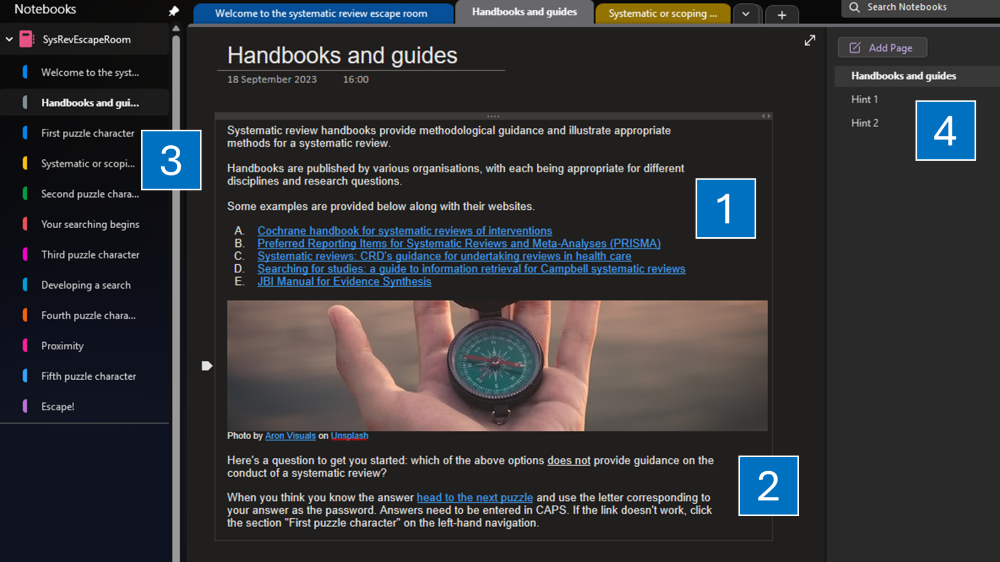 Notebooks
SysRevEscapeRoom
Welcome to the syst...
Handbooks and gui...
First puzzle character
Systematic or scopi...
Second puzzle chara...
Your searching begins
Third puzzle character
Developing a search
Fourth puzzle chara...
Proximity
Fifth puzzle character
Escape!
3
Welcome to the systematic review escape room
Handbooks and guides
Systematic or scoping ...
Search Notebooks
Handbooks and guides
18 September 2023 16:00
Systematic review handbooks provide methodological guidance and illustrate appropriate
methods for a systematic review.
Handbooks are published by various organisations, with each being appropriate for different
disciplines and research questions.
Some examples are provided below along with their websites.
A. Cochrane handbook for systematic reviews of interventions
B. Preferred Reporting Items for Systematic Reviews and Meta-Analyses (PRISMA)
C. Systematic reviews: CRD's guidance for undertaking reviews in health care
D. Searching for studies: a guide to information retrieval for Campbell systematic reviews
E. JBI Manual for Evidence Synthesis
1
N
S
Photo by Aron Visuals on Unsplash
Here's a question to get you started: which of the above options does not provide guidance on the
conduct of a systematic review?
When you think you know the answer head to the next puzzle and use the letter corresponding to
your answer as the password. Answers need to be entered in CAPS. If the link doesn't work, click
the section "First puzzle character" on the left-hand navigation.
2
Add Page
Handbooks and guides
Hint 1
Hint 2
4